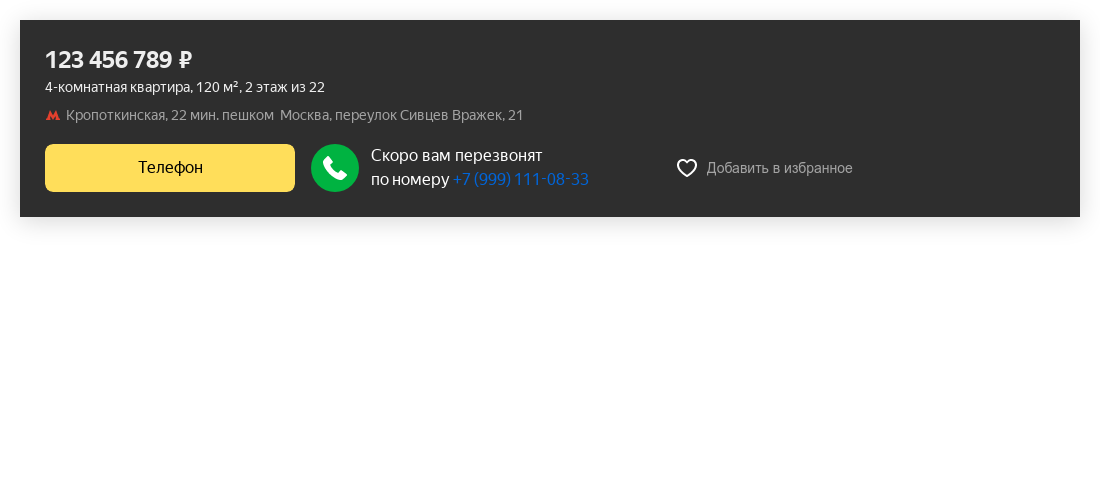 123 456 789 ₽
4-комнатная квартира, 120 м², 2 этаж из 22
Кропоткинская, 22 мин. пешком Москва, переулок Сивцев Вражек, 21
Телефон
Скоро вам перезвонят
по номеру +7 (999) 111-08-33
Добавить в избранное